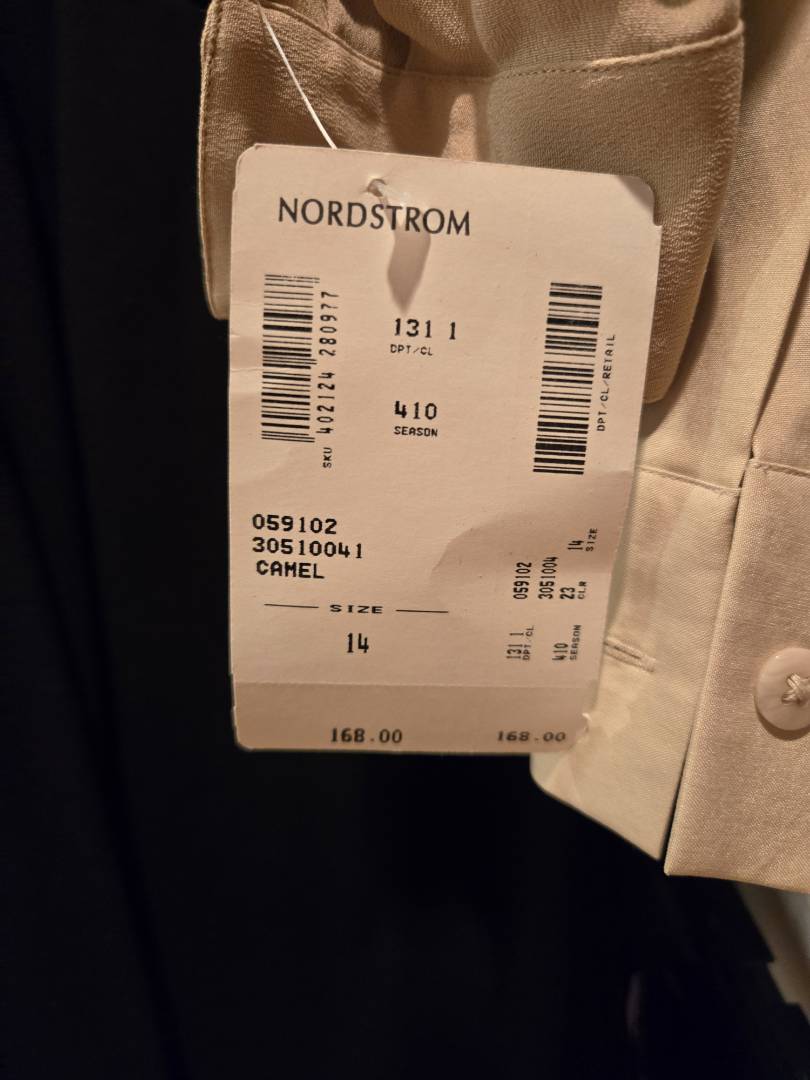 NORDSTROM
SKU 402124 280977
131 1
DPT/CL
410
SEASON
DPT/CL/RETAIL
059102
30510041
CAMEL
SIZE
14
131 1
DPT CL
059102
410
SEASON
3051004
23
CLR
14
SIZE
168.00
168.00